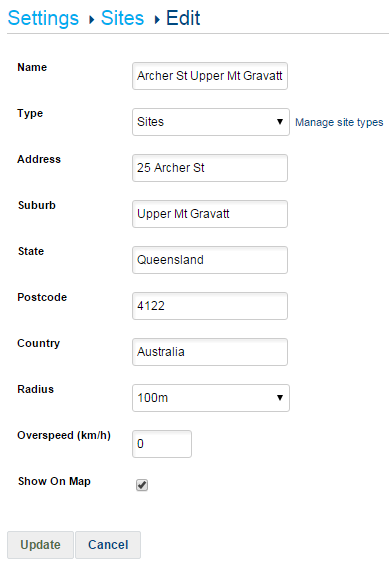 Settings Sites Edit
Name Archer St Upper Mt Gravatt
Type Sites Manage site types
Address 25 Archer St
Suburb Upper Mt Gravatt
State Queensland
Postcode 4122
Country Australia
Radius 100m
Overspeed (km/h) 0
Show On Map
Update Cancel